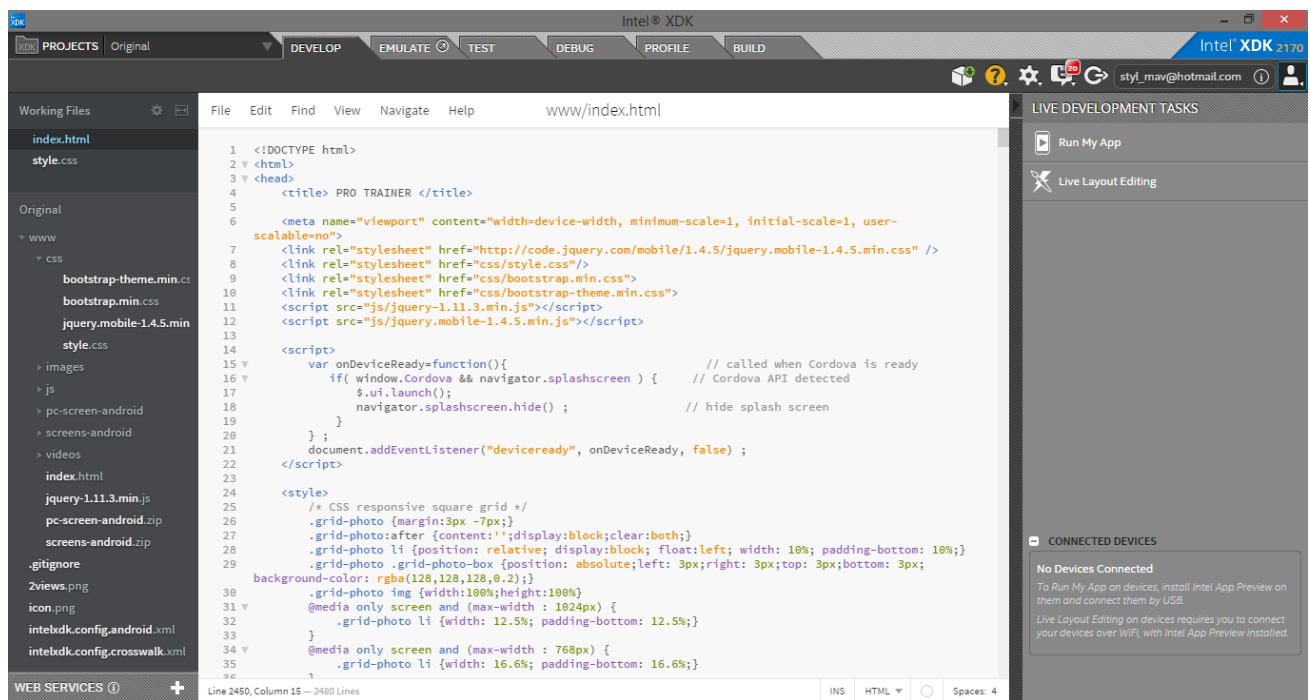 XDK
Intel® XDK
XDK PROJECTS Original
DEVELOP
EMULATE
TEST
DEBUG
PROFILE
BUILD
Intel® XDK 2170
20
styl_mav@hotmail.com
Working Files
index.html
style.css
Original
www
css
bootstrap-theme.min.cs
bootstrap.min.css
jquery.mobile-1.4.5.min
style.css
images
js
pc-screen-android
screens-android
videos
index.html
jquery-1.11.3.min.js
pc-screen-android.zip
screens-android.zip
.gitignore
2views.png
icon.png
intelxdk.config.android.xml
intelxdk.config.crosswalk.xml
WEB SERVICES
File Edit Find View Navigate Help www/index.html
1 <!DOCTYPE html>
2 <html>
3 <head>
4 <title> PRO TRAINER </title>
5
6 <meta name="viewport" content="width=device-width, minimum-scale=1, initial-scale=1, user-
scalable=no">
7 <link rel="stylesheet" href="http://code.jquery.com/mobile/1.4.5/jquery.mobile-1.4.5.min.css" />
8 <link rel="stylesheet" href="css/style.css"/>
9 <link rel="stylesheet" href="css/bootstrap.min.css">
10 <link rel="stylesheet" href="css/bootstrap-theme.min.css">
11 <script src="js/jquery-1.11.3.min.js"></script>
12 <script src="js/jquery.mobile-1.4.5.min.js"></script>
13
14 <script>
15 var onDeviceReady=function(){ // called when Cordova is ready
16 if( window.Cordova && navigator.splashscreen ) { // Cordova API detected
17 $.ui.launch();
18 navigator.splashscreen.hide() ; // hide splash screen
19 }
20 } ;
21 document.addEventListener("deviceready", onDeviceReady, false) ;
22 </script>
23
24 <style>
25 /* CSS responsive square grid */
26 .grid-photo {margin:3px -7px;}
27 .grid-photo:after {content:'';display:block;clear:both;}
28 .grid-photo li {position: relative; display:block; float:left; width: 10%; padding-bottom: 10%;}
29 .grid-photo .grid-photo-box {position: absolute;left: 3px;right: 3px;top: 3px;bottom: 3px;
background-color: rgba(128,128,128,0.2);}
30 .grid-photo img {width:100%;height:100%}
31 @media only screen and (max-width : 1024px) {
32 .grid-photo li {width: 12.5%; padding-bottom: 12.5%;}
33 }
34 @media only screen and (max-width : 768px) {
35 .grid-photo li {width: 16.6%; padding-bottom: 16.6%;}
36 }
Line 2450, Column 15 — 2480 Lines
INS HTML Spaces: 4
LIVE DEVELOPMENT TASKS
Run My App
Live Layout Editing
CONNECTED DEVICES
No Devices Connected
To Run My App on devices, install Intel App Preview on
them and connect them by USB.
Live Layout Editing on devices requires you to connect
your devices over WiFi, with Intel App Preview installed.